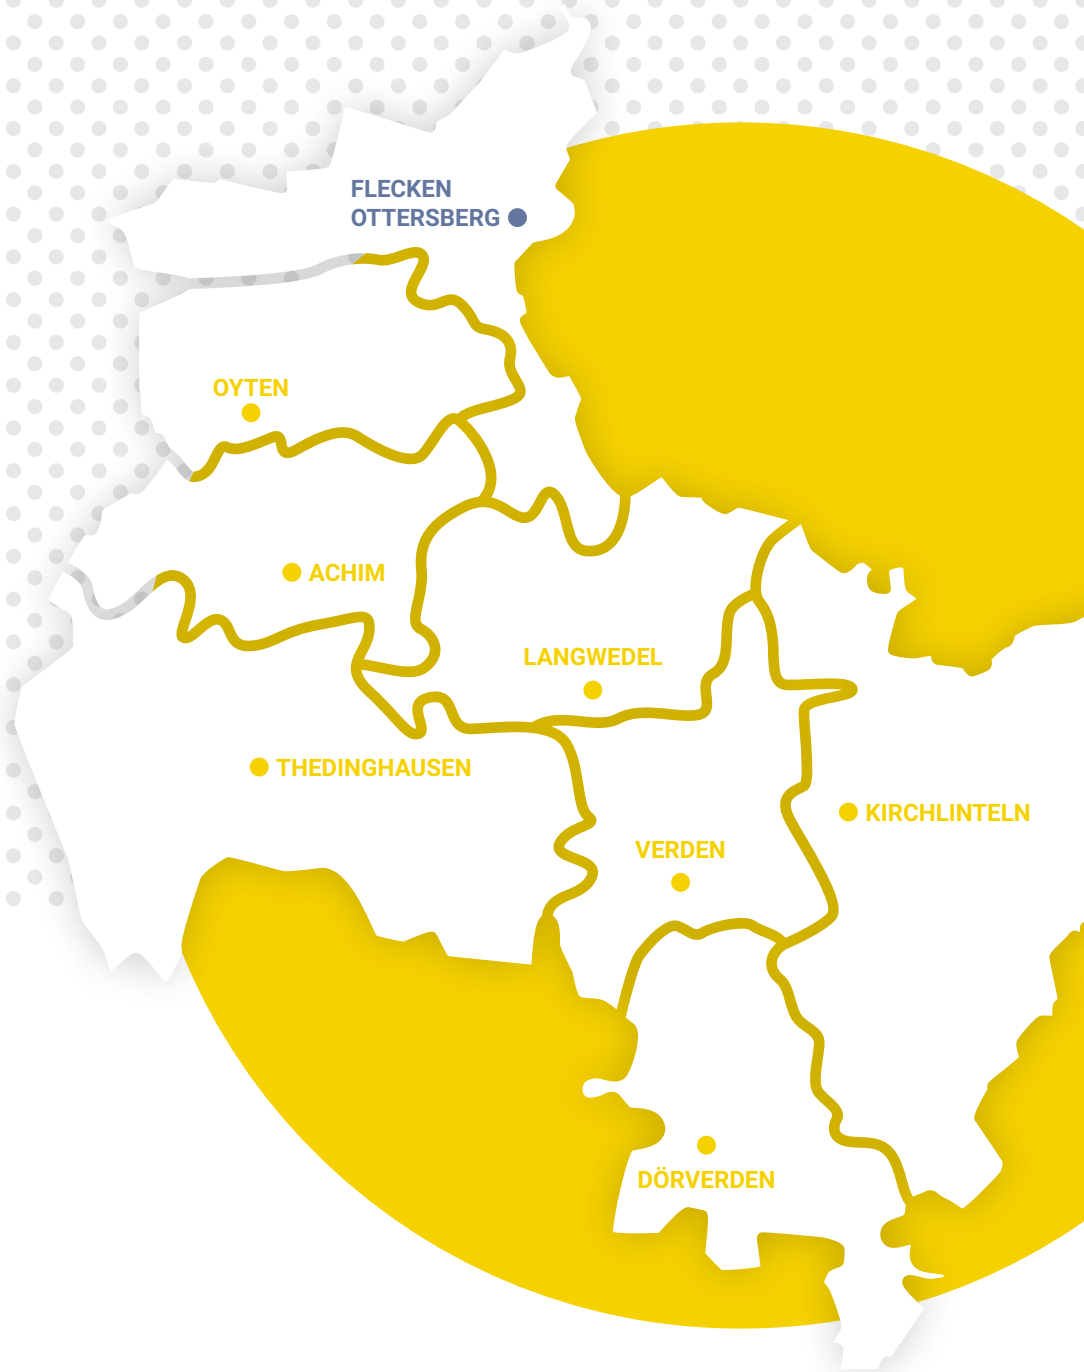 FLECKEN
OTTERSBERG
OYTEN
ACHIM
LANGWEDEL
THEDINGHAUSEN
KIRCHLINTELN
VERDEN
DÖRVERDEN